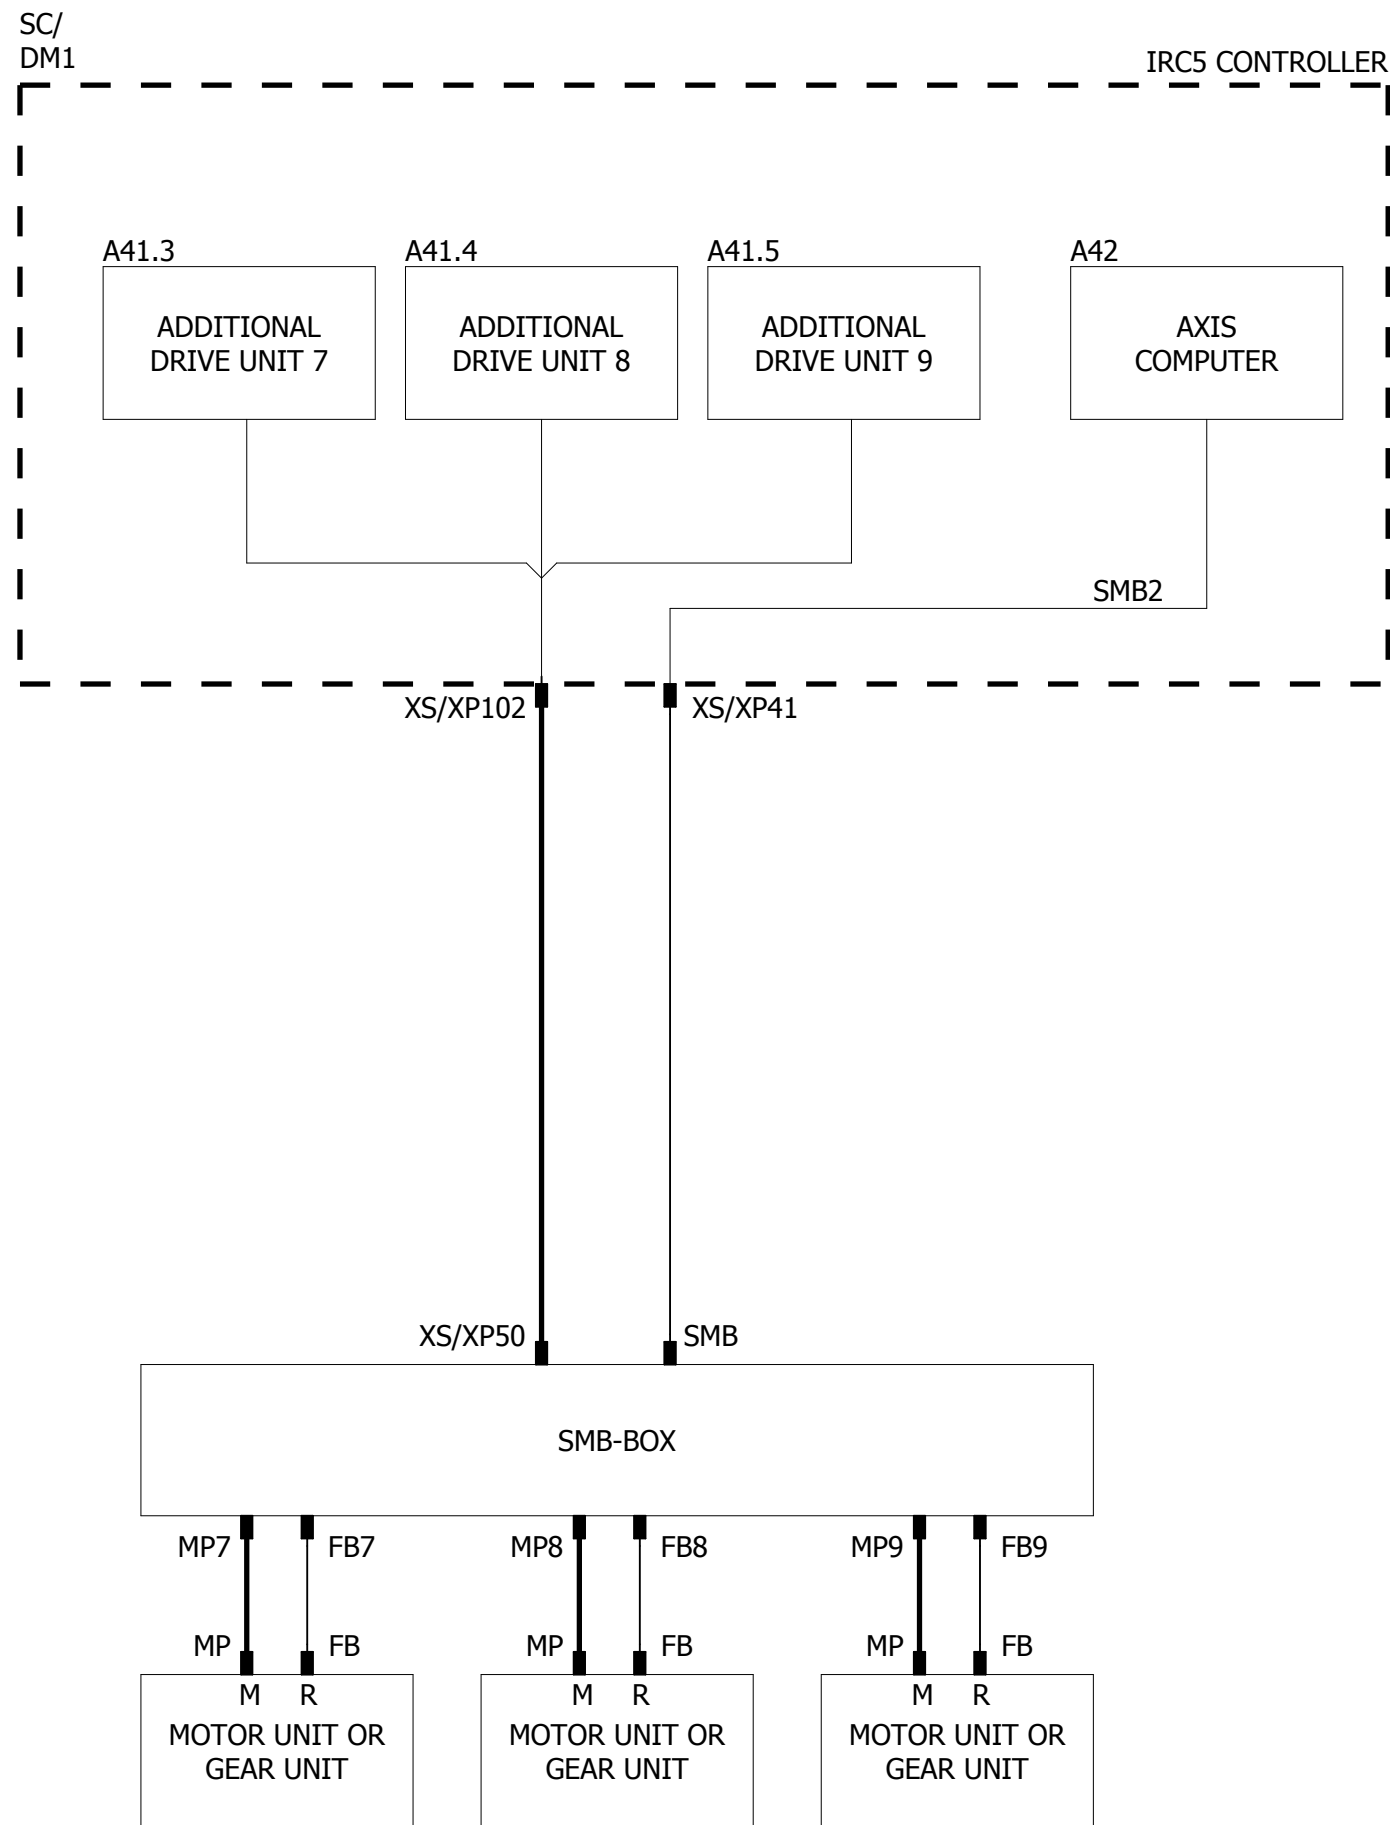 SC/
DM1
IRC5 CONTROLLER
A41.3
A41.4
A41.5
A42
ADDITIONAL
DRIVE UNIT 7
ADDITIONAL
DRIVE UNIT 8
ADDITIONAL
DRIVE UNIT 9
AXIS
COMPUTER
SMB2
XS/XP102
XS/XP41
XS/XP50
SMB
SMB-BOX
MP7
FB7
MP8
FB8
MP9
FB9
MP
FB
MP
FB
MP
FB
M
R
M
R
M
R
MOTOR UNIT OR
GEAR UNIT
MOTOR UNIT OR
GEAR UNIT
MOTOR UNIT OR
GEAR UNIT